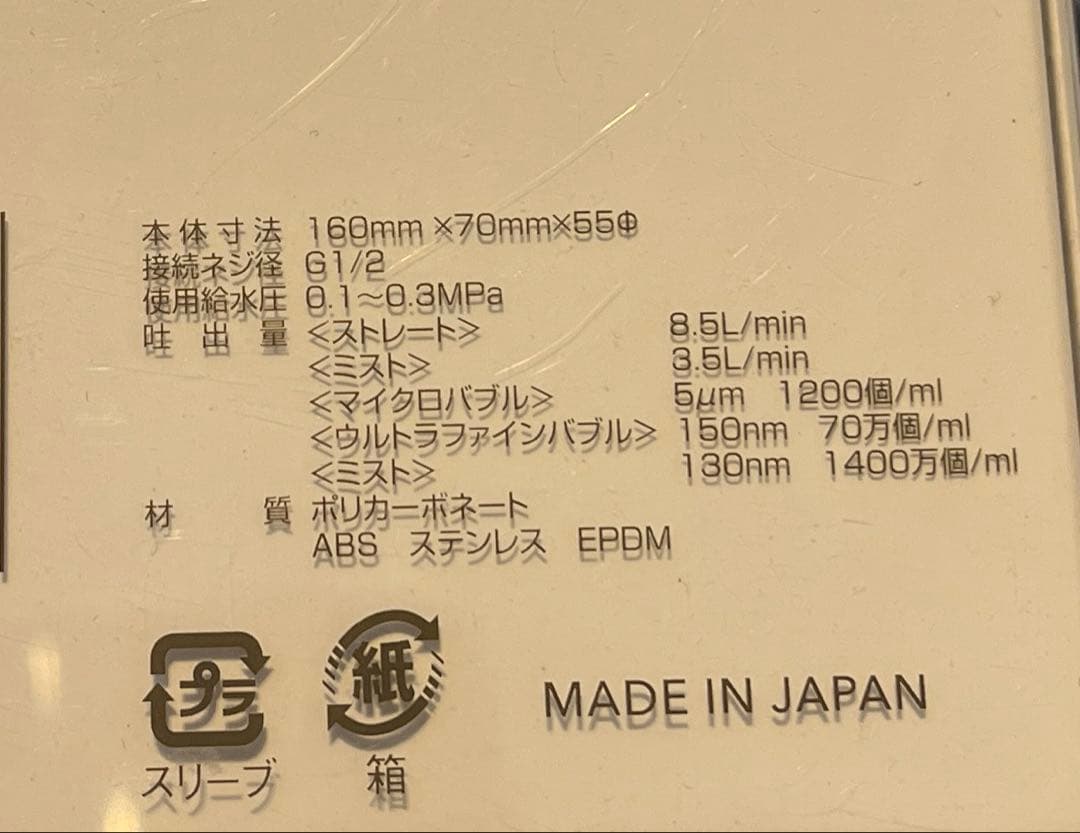 本体寸法 160mm×70mm×55Φ
接続ネジ径 G1/2
使用給水圧 0.1~0.3MPa
吐出量 <ストレート> 8.5L/min
<ミスト> 3.5L/min
<マイクロバブル> 5μm 1200個/ml
<ウルトラファインバブル> 150nm 70万個/ml
<ミスト> 130nm 1400万個/ml
材質 ポリカーボネート
ABS ステンレス EPDM
プラ 紙 MADE IN JAPAN
スリーブ 箱